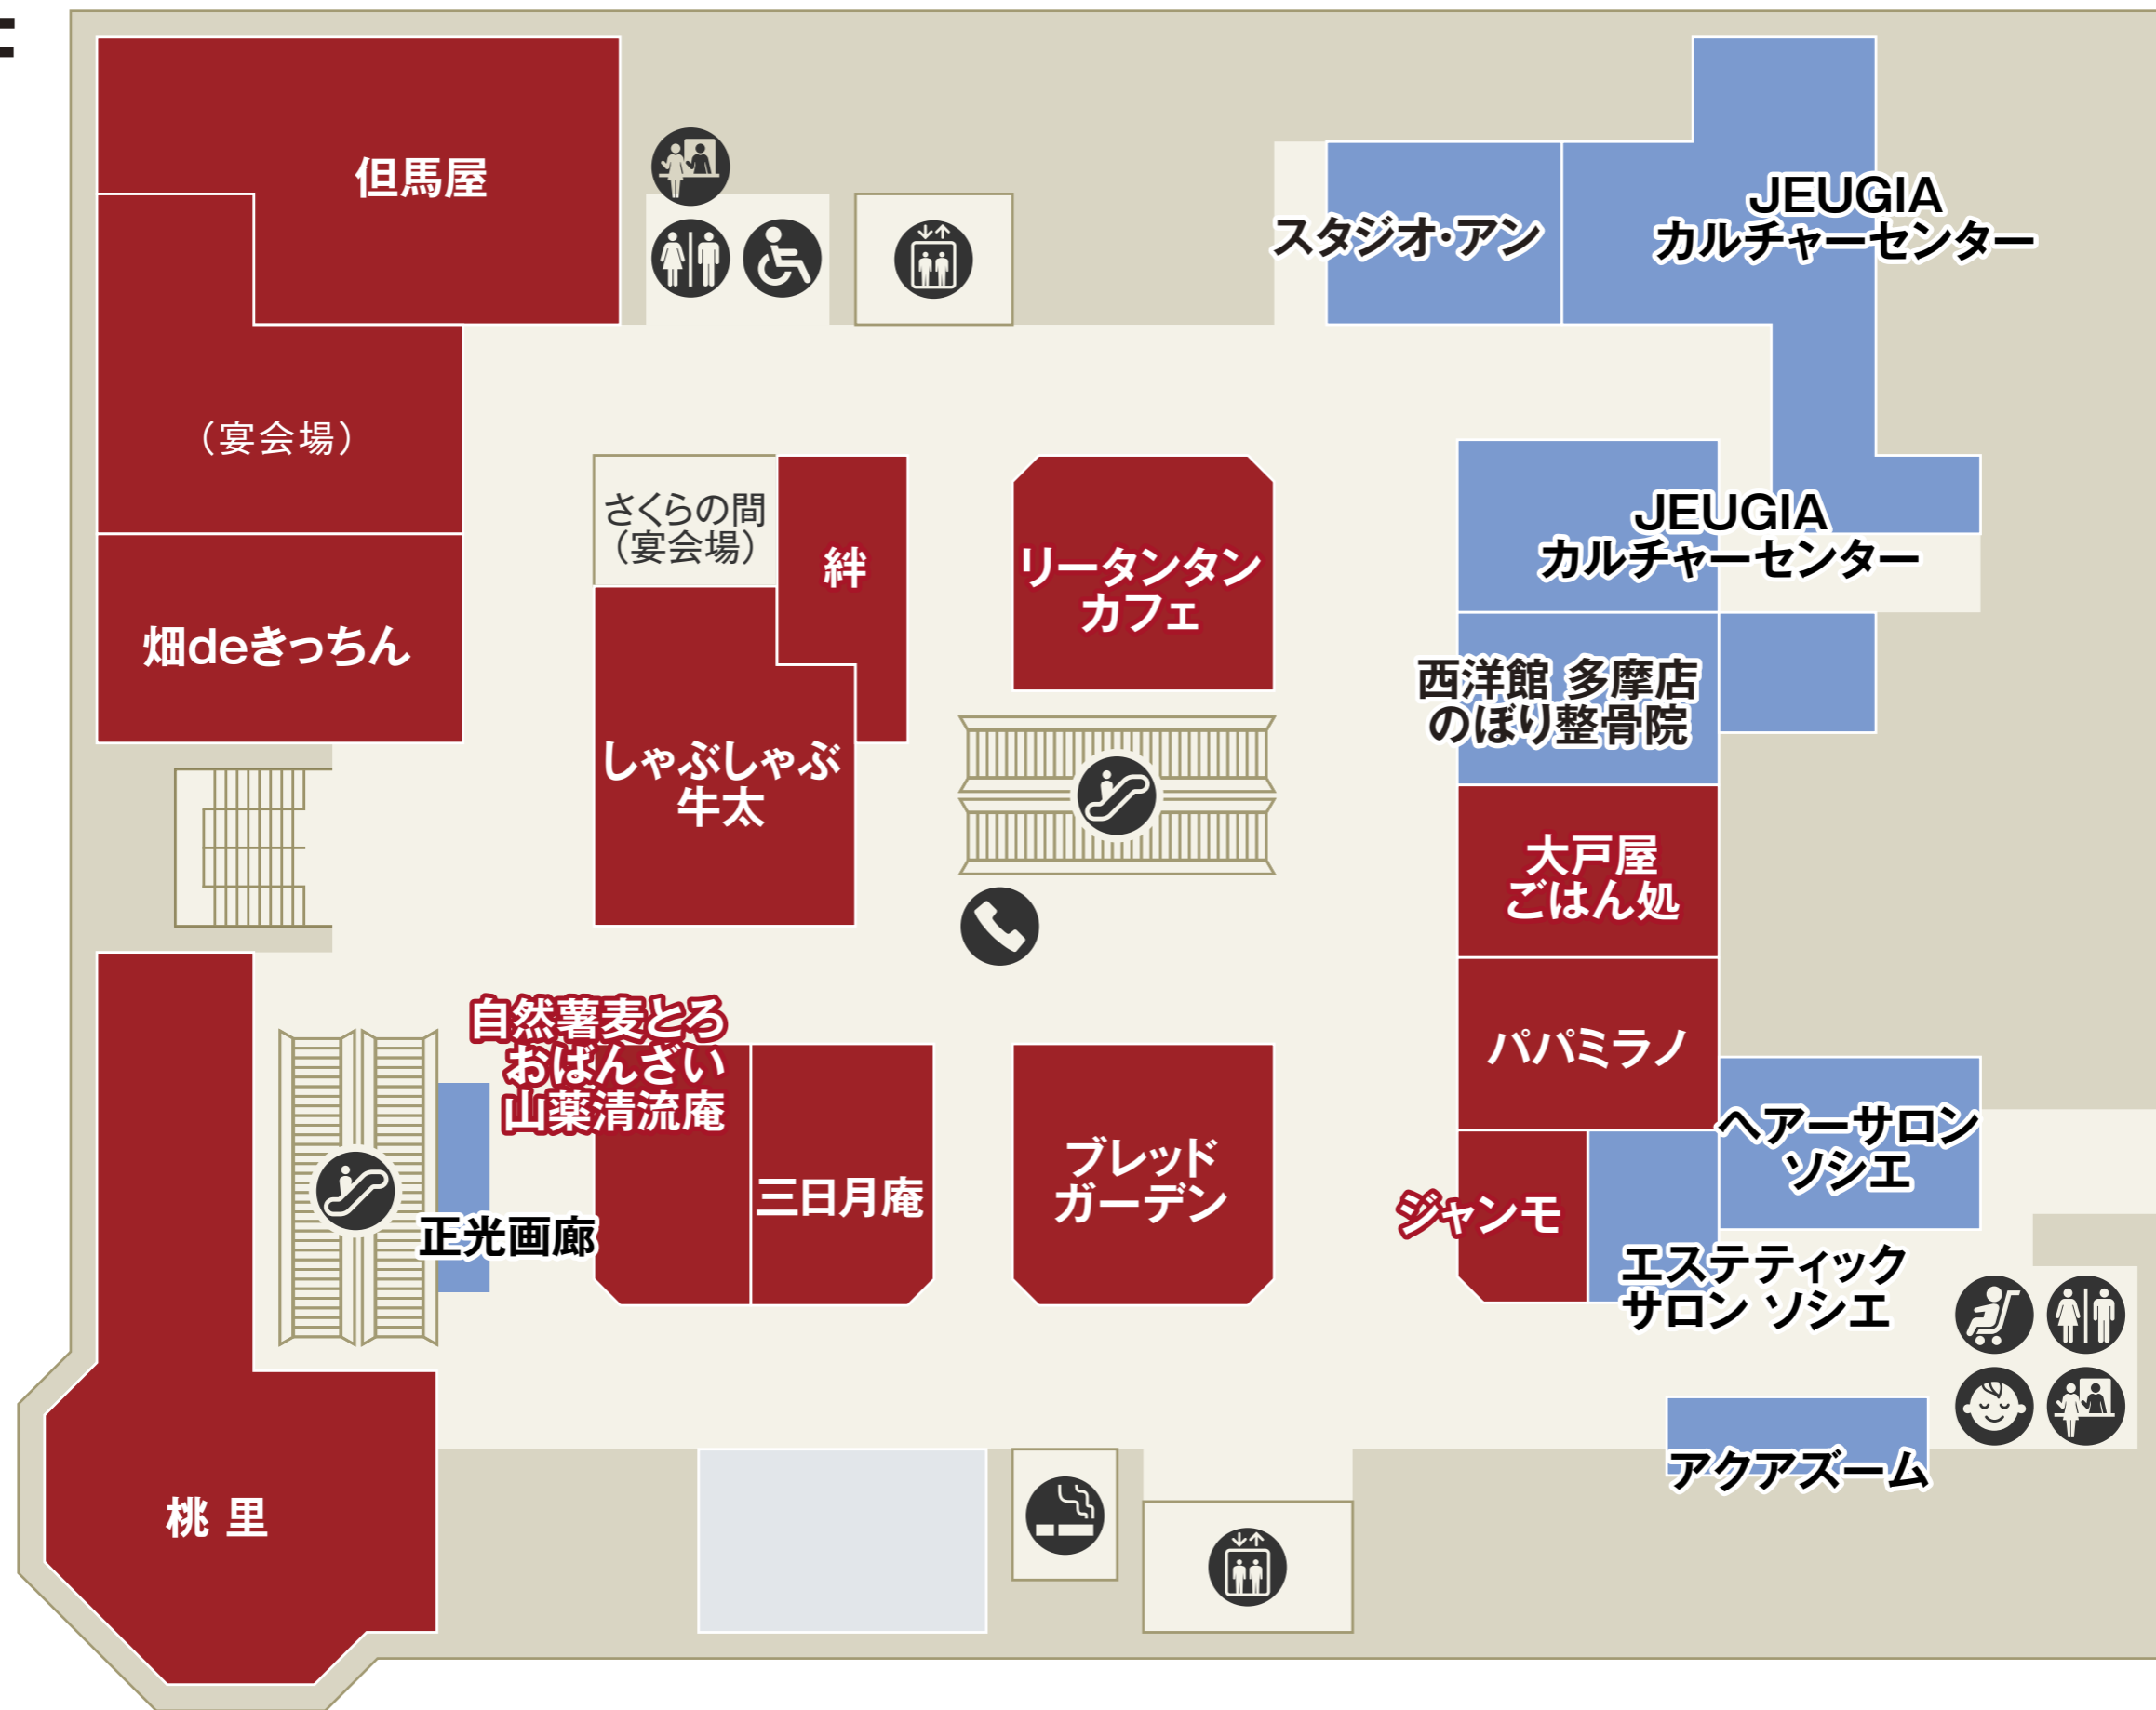 但馬屋
（宴会場）
畑deきっちん
さくらの間
（宴会場）
絆
しゃぶしゃぶ
牛太
リータンタン
カフェ
スタジオ・アン
JEUGIA
カルチャーセンター
JEUGIA
カルチャーセンター
西洋館 多摩店
のぼり整骨院
大戸屋
ごはん処
パパミラノ
ヘアーサロン
ソシエ
ジャンモ
エステティック
サロン ソシエ
アクアズーム
自然薯麦とろ
おばんざい
山薬清流庵
三日月庵
ブレッド
ガーデン
正光画廊
桃里